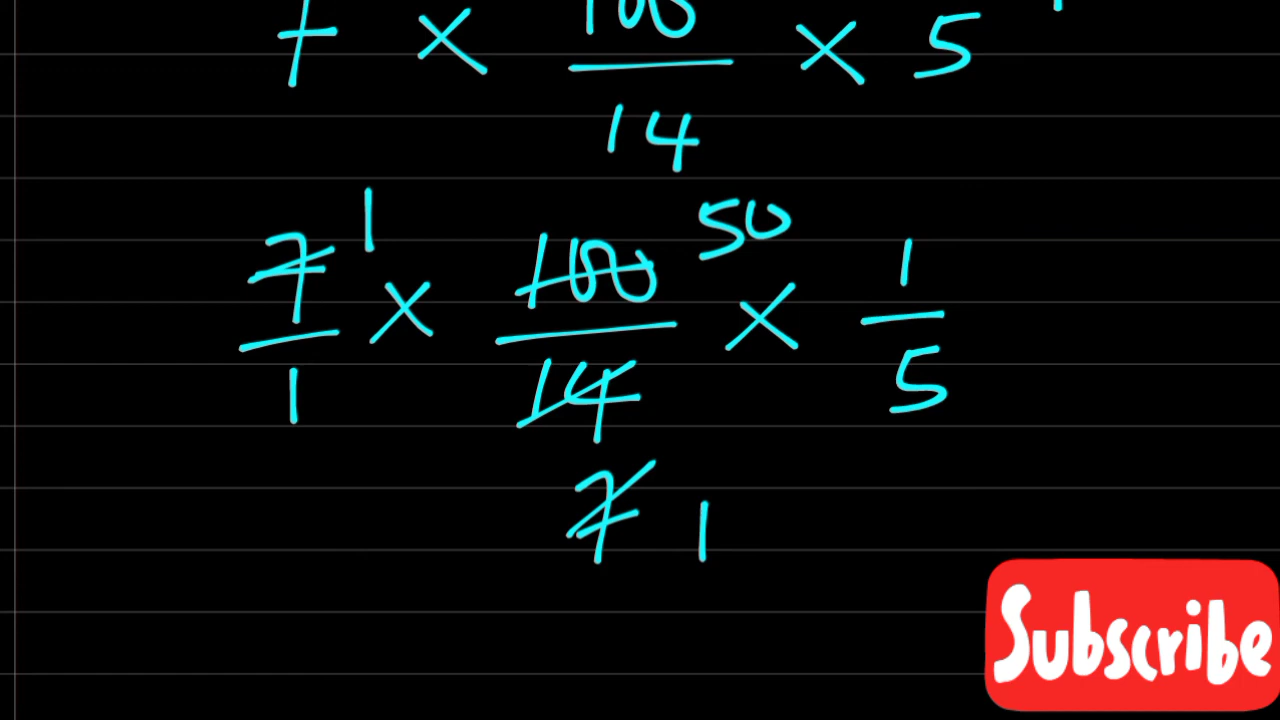 7 × 100/14 × 5
7/1 1 × 100/14 50 × 1/5
7 1
Subscribe